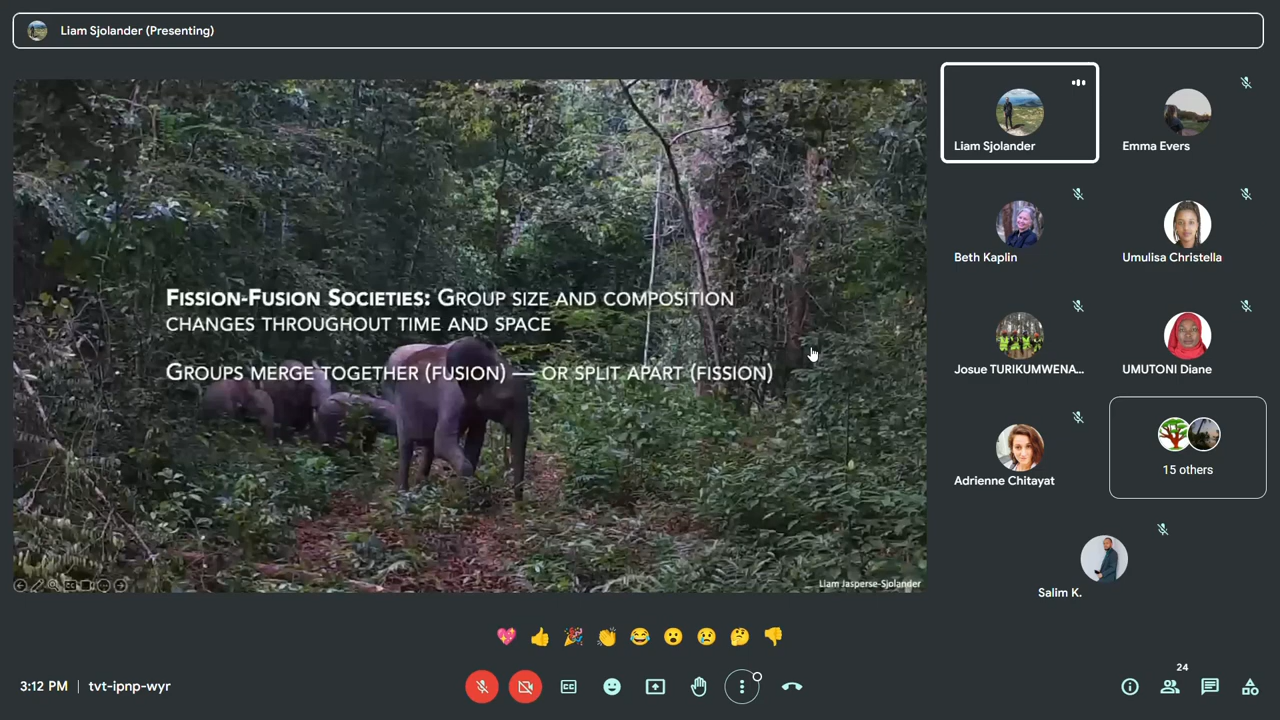 Liam Sjolander (Presenting)
FISSION-FUSION SOCIETIES: GROUP SIZE AND COMPOSITION
CHANGES THROUGHOUT TIME AND SPACE
GROUPS MERGE TOGETHER (FUSION) — OR SPLIT APART (FISSION)
Liam Jasperse-Sjolander
Liam Sjolander
Emma Evers
Beth Kaplin
Umulisa Christella
Josue TURIKUMWENA...
UMUTONI Diane
Adrienne Chitayat
15 others
Salim K.
3:12 PM | tvt-ipnp-wyr
24